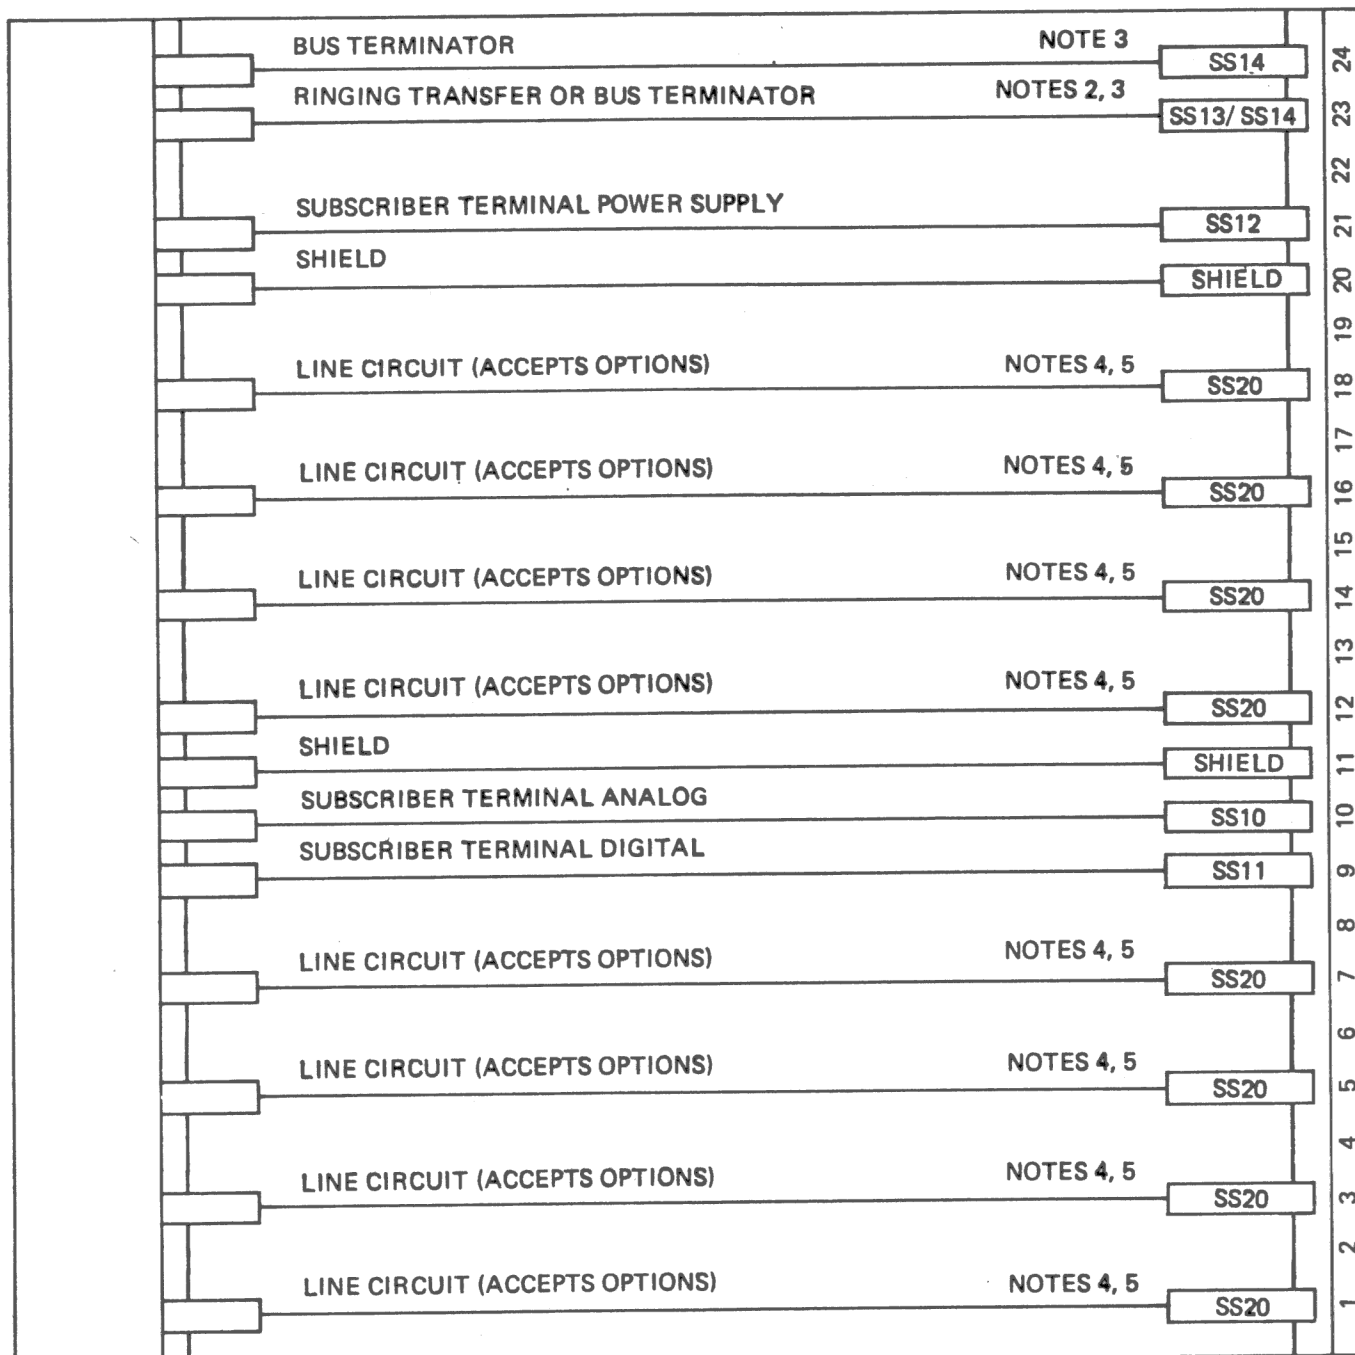 BUS TERMINATOR NOTE 3 SS14 24
RINGING TRANSFER OR BUS TERMINATOR NOTES 2, 3 SS13/ SS14 23
22
SUBSCRIBER TERMINAL POWER SUPPLY SS12 21
SHIELD SHIELD 20
19
LINE CIRCUIT (ACCEPTS OPTIONS) NOTES 4, 5 SS20 18
17
LINE CIRCUIT (ACCEPTS OPTIONS) NOTES 4, 5 SS20 16
15
LINE CIRCUIT (ACCEPTS OPTIONS) NOTES 4, 5 SS20 14
13
LINE CIRCUIT (ACCEPTS OPTIONS) NOTES 4, 5 SS20 12
SHIELD SHIELD 11
SUBSCRIBER TERMINAL ANALOG SS10 10
SUBSCRIBER TERMINAL DIGITAL SS11 9
8
LINE CIRCUIT (ACCEPTS OPTIONS) NOTES 4, 5 SS20 7
6
LINE CIRCUIT (ACCEPTS OPTIONS) NOTES 4, 5 SS20 5
4
LINE CIRCUIT (ACCEPTS OPTIONS) NOTES 4, 5 SS20 3
2
LINE CIRCUIT (ACCEPTS OPTIONS) NOTES 4, 5 SS20 1